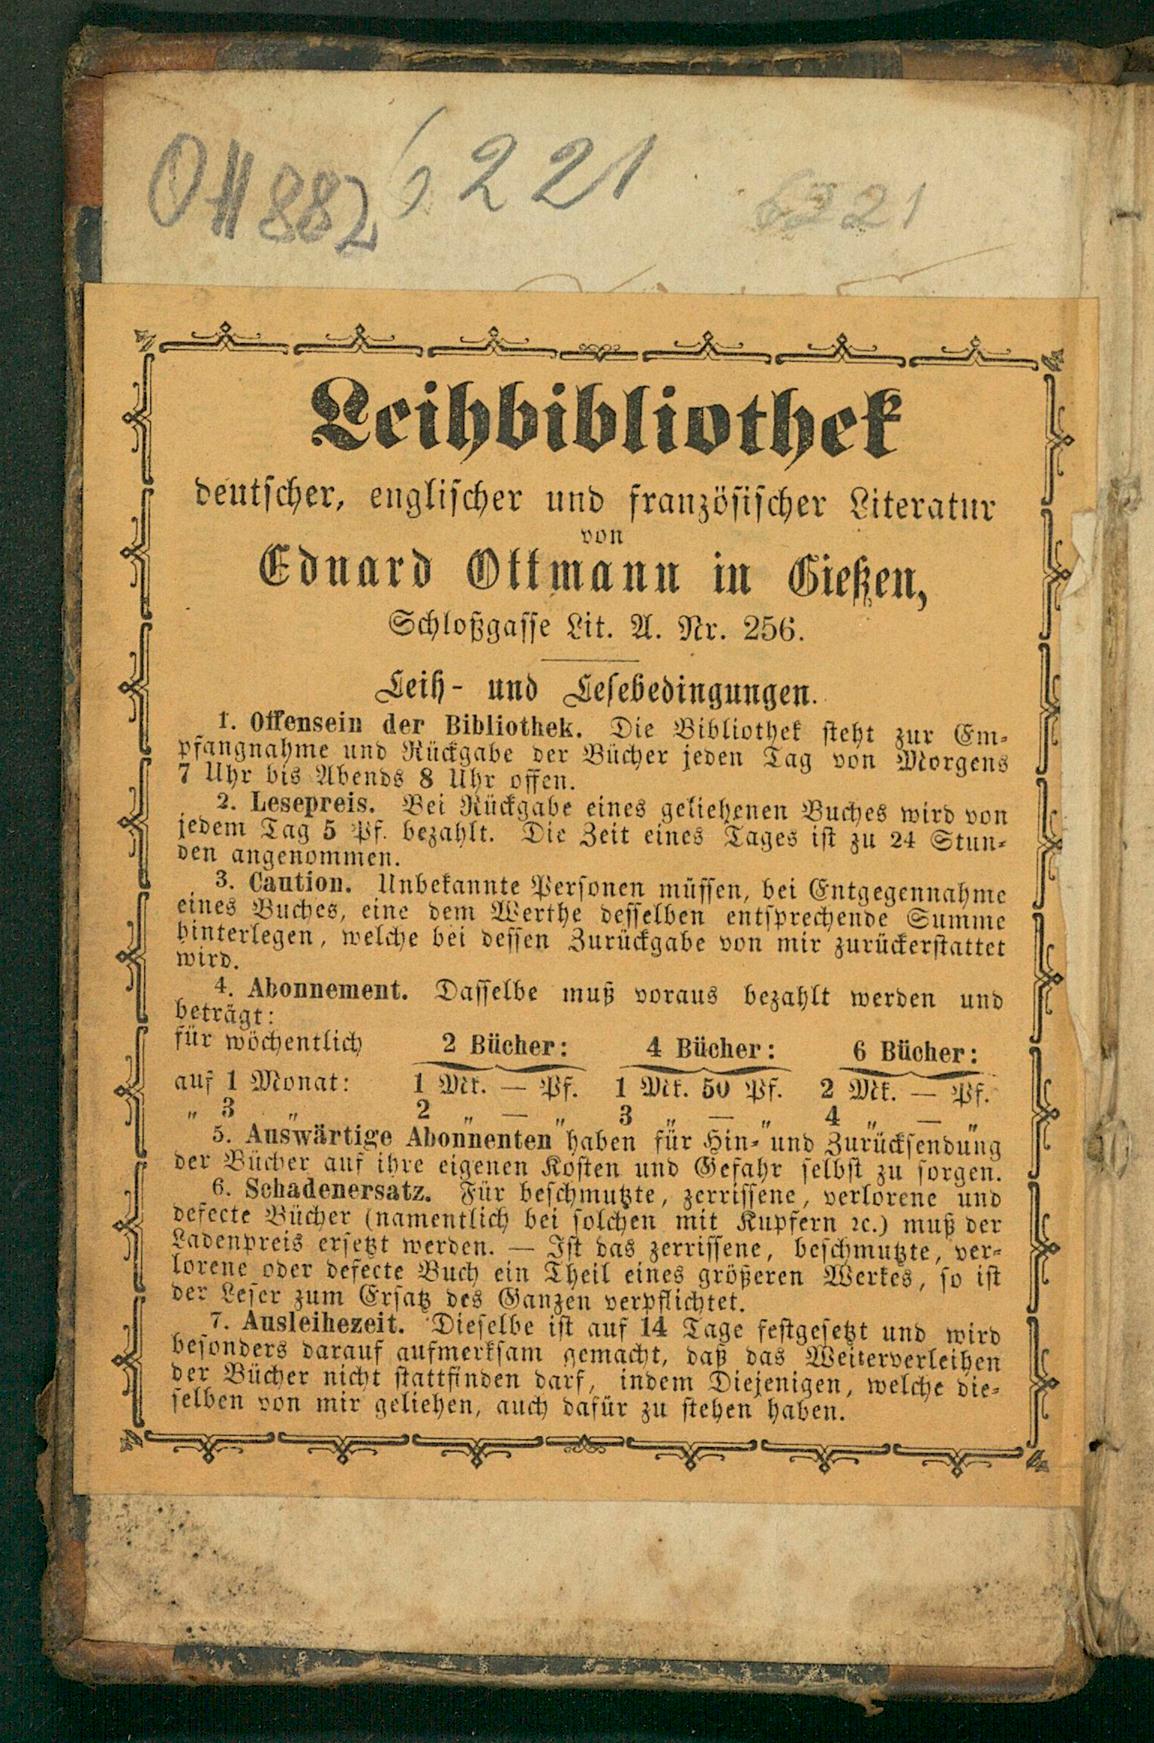 OH882 6221 6221
Leihbibliothek
deutscher, englischer und französischer Literatur
von
Eduard Ottmann in Gießen,
Schloßgasse Lit. A. Nr. 256.
Leih- und Lesebedingungen.
1. Offensein der Bibliothek. Die Bibliothek steht zur Em-
pfangnahme und Rückgabe der Bücher jeden Tag von Morgens
7 Uhr bis Abends 8 Uhr offen.
2. Lesepreis. Bei Rückgabe eines geliehenen Buches wird von
jedem Tag 5 Pf. bezahlt. Die Zeit eines Tages ist zu 24 Stun-
den angenommen.
3. Caution. Unbekannte Personen müssen, bei Entgegennahme
eines Buches, eine dem Werthe desselben entsprechende Summe
hinterlegen, welche bei dessen Zurückgabe von mir zurückerstattet
wird.
4. Abonnement. Dasselbe muß voraus bezahlt werden und
beträgt:
für wöchentlich 2 Bücher: 4 Bücher: 6 Bücher:
auf 1 Monat: 1 Mk. — Pf. 1 Mk. 50 Pf. 2 Mk. — Pf.
„ 3 „ 2 „ — „ 3 „ — „ 4 „ — „
5. Auswärtige Abonnenten haben für Hin- und Zurücksendung
der Bücher auf ihre eigenen Kosten und Gefahr selbst zu sorgen.
6. Schadenersatz. Für beschmutzte, zerrissene, verlorene und
defecte Bücher (namentlich bei solchen mit Kupfern ꝛc.) muß der
Ladenpreis ersetzt werden. — Ist das zerrissene, beschmutzte, ver-
lorene oder defecte Buch ein Theil eines größeren Werkes, so ist
der Leser zum Ersatz des Ganzen verpflichtet.
7. Ausleihezeit. Dieselbe ist auf 14 Tage festgesetzt und wird
besonders darauf aufmerksam gemacht, daß das Weiterverleihen
der Bücher nicht stattfinden darf, indem Diejenigen, welche die-
selben von mir geliehen, auch dafür zu stehen haben.